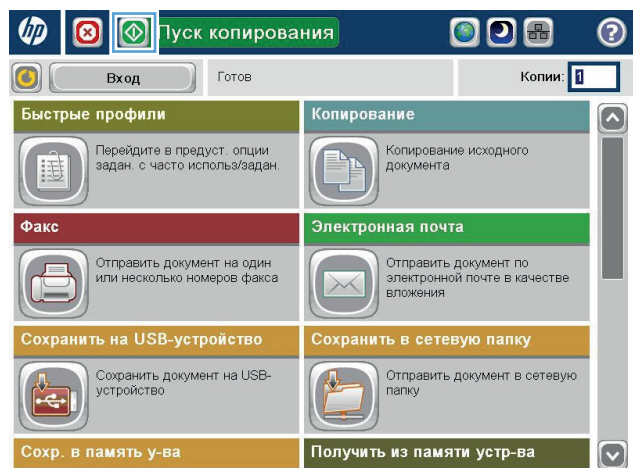 hp
Пуск копирования
?
Вход
Готов
Копии: 1
Быстрые профили
Копирование
Перейдите в предуст. опции
задан. с часто использ/задан.
Копирование исходного
документа
Факс
Электронная почта
Отправить документ на один
или несколько номеров факса
Отправить документ по
электронной почте в качестве
вложения
Сохранить на USB-устройство
Сохранить в сетевую папку
Сохранить документ на USB-
устройство
Отправить документ в сетевую
папку
Сохр. в память у-ва
Получить из памяти устр-ва